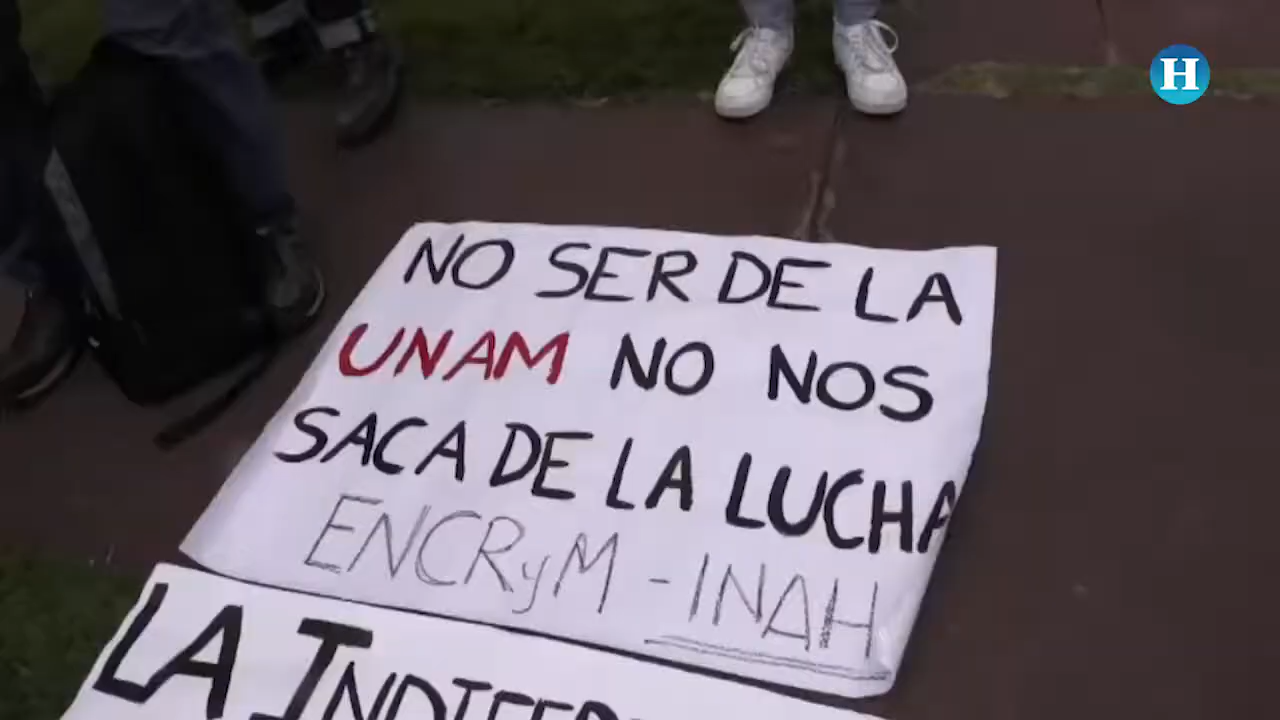 H
NO SER DE LA
UNAM NO NOS
SACA DE LA LUCHA
ENCRyM - INAH
LA